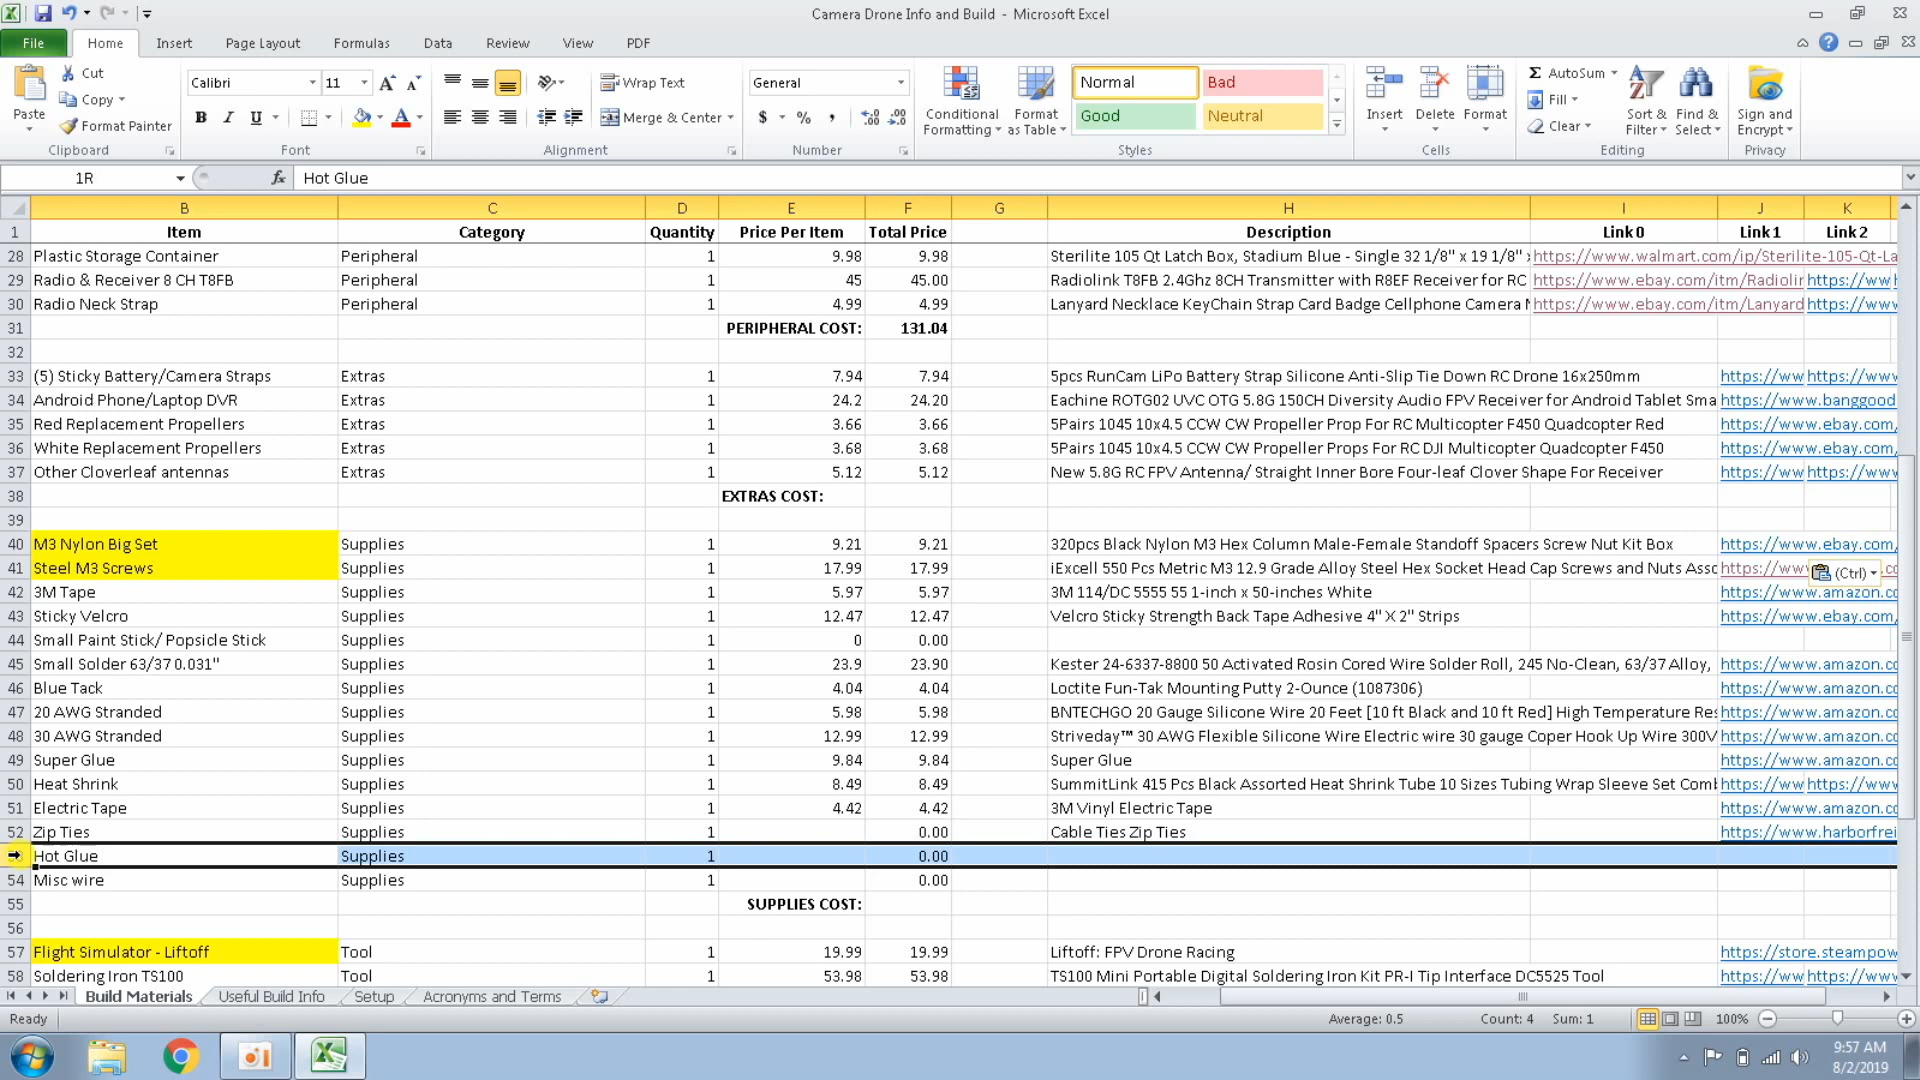 Camera Drone Info and Build - Microsoft Excel
File Home Insert Page Layout Formulas Data Review View PDF
Paste Cut Copy Format Painter
Calibri 11
B I U
Wrap Text
Merge & Center
General
$ % ,
Conditional Formatting Format as Table
Normal Bad
Good Neutral
Insert Delete Format
AutoSum
Fill
Clear
Sort & Filter Find & Select
Sign and Encrypt
Clipboard Font Alignment Number Styles Cells Editing Privacy
1R fx Hot Glue
B C D E F G H I J K
1 Item Category Quantity Price Per Item Total Price Description Link 0 Link 1 Link 2
28 Plastic Storage Container Peripheral 1 9.98 9.98 Sterilite 105 Qt Latch Box, Stadium Blue - Single 32 1/8" x 19 1/8" x https://www.walmart.com/ip/Sterilite-105-Qt-La
29 Radio & Receiver 8 CH T8FB Peripheral 1 45 45.00 Radiolink T8FB 2.4Ghz 8CH Transmitter with R8EF Receiver for RC https://www.ebay.com/itm/Radiolin https://ww
30 Radio Neck Strap Peripheral 1 4.99 4.99 Lanyard Necklace KeyChain Strap Card Badge Cellphone Camera https://www.ebay.com/itm/Lanyard https://www
31 PERIPHERAL COST: 131.04
32
33 (5) Sticky Battery/Camera Straps Extras 1 7.94 7.94 5pcs RunCam LiPo Battery Strap Silicone Anti-Slip Tie Down RC Drone 16x250mm https://ww https://www
34 Android Phone/Laptop DVR Extras 1 24.2 24.20 Eachine ROTG02 UVC OTG 5.8G 150CH Diversity Audio FPV Receiver for Android Tablet Sma https://www.banggood
35 Red Replacement Propellers Extras 1 3.66 3.66 5Pairs 1045 10x4.5 CCW CW Propeller Prop For RC Multicopter F450 Quadcopter Red https://www.ebay.com/
36 White Replacement Propellers Extras 1 3.68 3.68 5Pairs 1045 10x4.5 CCW CW Propeller Props For RC DJI Multicopter Quadcopter F450 https://www.ebay.com/
37 Other Cloverleaf antennas Extras 1 5.12 5.12 New 5.8G RC FPV Antenna/ Straight Inner Bore Four-leaf Clover Shape For Receiver https://ww https://www
38 EXTRAS COST:
39
40 M3 Nylon Big Set Supplies 1 9.21 9.21 320pcs Black Nylon M3 Hex Column Male-Female Standoff Spacers Screw Nut Kit Box https://www.ebay.com/
41 Steel M3 Screws Supplies 1 17.99 17.99 iExcell 550 Pcs Metric M3 12.9 Grade Alloy Steel Hex Socket Head Cap Screws and Nuts Asso https://www (Ctrl)
42 3M Tape Supplies 1 5.97 5.97 3M 114/DC 5555 55 1-inch x 50-inches White https://www.amazon.co
43 Sticky Velcro Supplies 1 12.47 12.47 Velcro Sticky Strength Back Tape Adhesive 4" X 2" Strips https://www.ebay.com/
44 Small Paint Stick/ Popsicle Stick Supplies 1 0 0.00
45 Small Solder 63/37 0.031" Supplies 1 23.9 23.90 Kester 24-6337-8800 50 Activated Rosin Cored Wire Solder Roll, 245 No-Clean, 63/37 Alloy, https://www.amazon.co
46 Blue Tack Supplies 1 4.04 4.04 Loctite Fun-Tak Mounting Putty 2-Ounce (1087306) https://www.amazon.co
47 20 AWG Stranded Supplies 1 5.98 5.98 BNTECHGO 20 Gauge Silicone Wire 20 Feet [10 ft Black and 10 ft Red] High Temperature Res https://www.amazon.co
48 30 AWG Stranded Supplies 1 12.99 12.99 Striveday™ 30 AWG Flexible Silicone Wire Electric wire 30 gauge Coper Hook Up Wire 300V https://www.amazon.co
49 Super Glue Supplies 1 9.84 9.84 Super Glue https://www.amazon.co
50 Heat Shrink Supplies 1 8.49 8.49 SummitLink 415 Pcs Black Assorted Heat Shrink Tube 10 Sizes Tubing Wrap Sleeve Set Comb https://ww https://www
51 Electric Tape Supplies 1 4.42 4.42 3M Vinyl Electric Tape https://www.amazon.co
52 Zip Ties Supplies 1 0.00 Cable Ties Zip Ties https://www.harborfrei
Hot Glue Supplies 1 0.00
54 Misc wire Supplies 1 0.00
55 SUPPLIES COST:
56
57 Flight Simulator - Liftoff Tool 1 19.99 19.99 Liftoff: FPV Drone Racing https://store.steampow
58 Soldering Iron TS100 Tool 1 53.98 53.98 TS100 Mini Portable Digital Soldering Iron Kit PR-I Tip Interface DC5525 Tool https://ww https://www
Build Materials Useful Build Info Setup Acronyms and Terms
Ready Average: 0.5 Count: 4 Sum: 1 100%
9:57 AM
8/2/2019